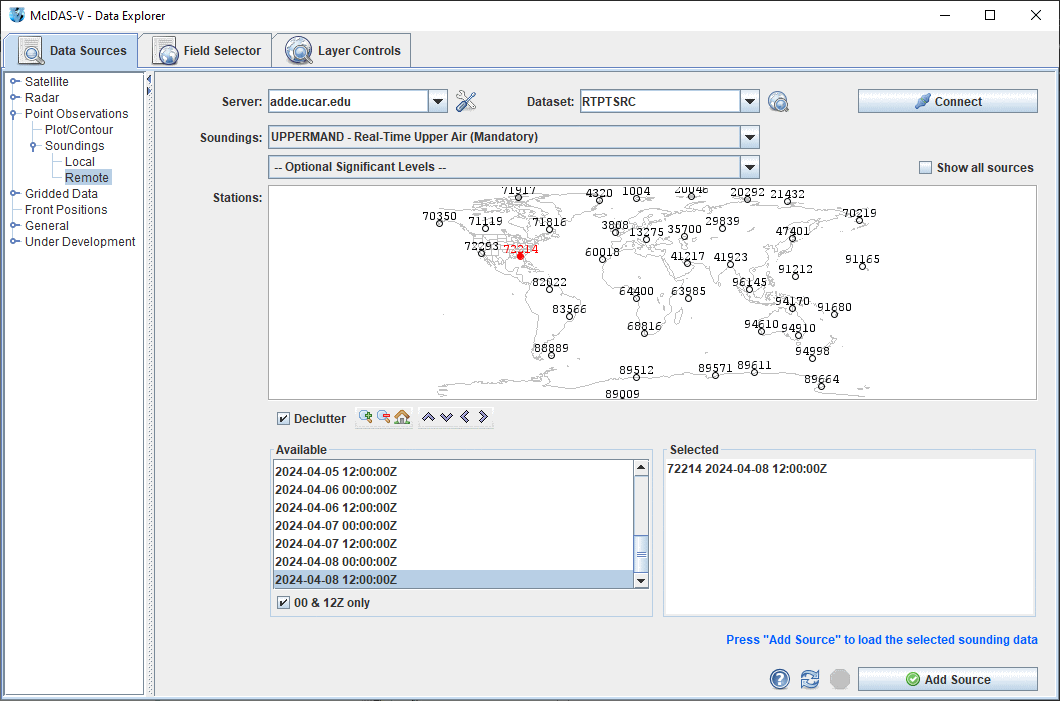 McIDAS-V - Data Explorer
Data Sources
Field Selector
Layer Controls
Satellite
Radar
Point Observations
Plot/Contour
Soundings
Local
Remote
Gridded Data
Front Positions
General
Under Development
Server: adde.ucar.edu Dataset: RTPTSRC Connect
Soundings: UPPERMAND - Real-Time Upper Air (Mandatory)
-- Optional Significant Levels -- Show all sources
Stations:
71917 4320 1004 20046 20292 21432
70350 71119 71816 3808 13275 35700 29839 47401 70219
72293 72214 60018 41217 41923 91212 91165
82022 64400 63985 96145 94170 91680
83566 68816 94610 94910
88889 94998
89512 89571 89611 89664
89009
Declutter
Available
2024-04-05 12:00:00Z
2024-04-06 00:00:00Z
2024-04-06 12:00:00Z
2024-04-07 00:00:00Z
2024-04-07 12:00:00Z
2024-04-08 00:00:00Z
2024-04-08 12:00:00Z
00 & 12Z only
Selected
72214 2024-04-08 12:00:00Z
Press "Add Source" to load the selected sounding data
Add Source